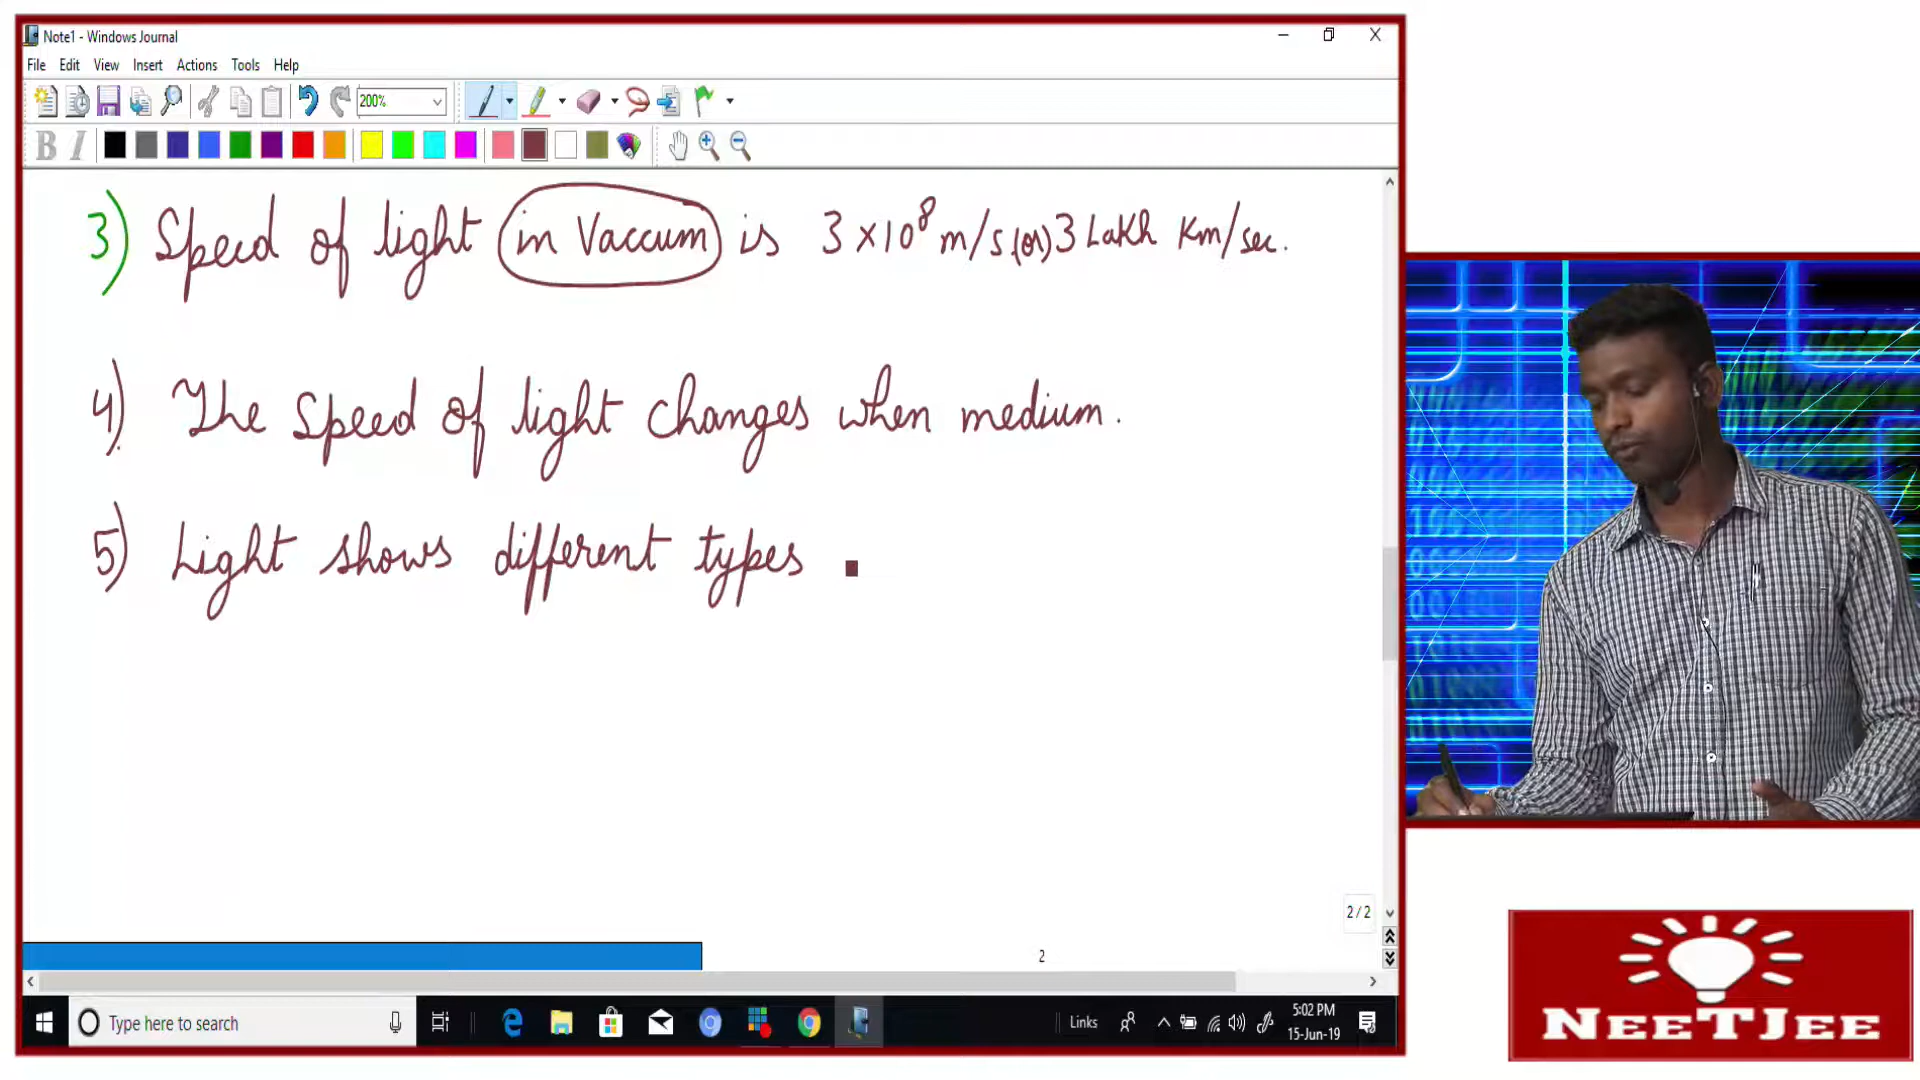 Note1 - Windows Journal
File Edit View Insert Actions Tools Help
200%
B I
3) Speed of light in Vaccum is 3×10⁸ m/s.(or) 3 Lakh Km/sec.
4) The Speed of light changes when medium.
5) Light shows different types
2/2
2
Type here to search
Links
5:02 PM
15-Jun-19
NEETJEE